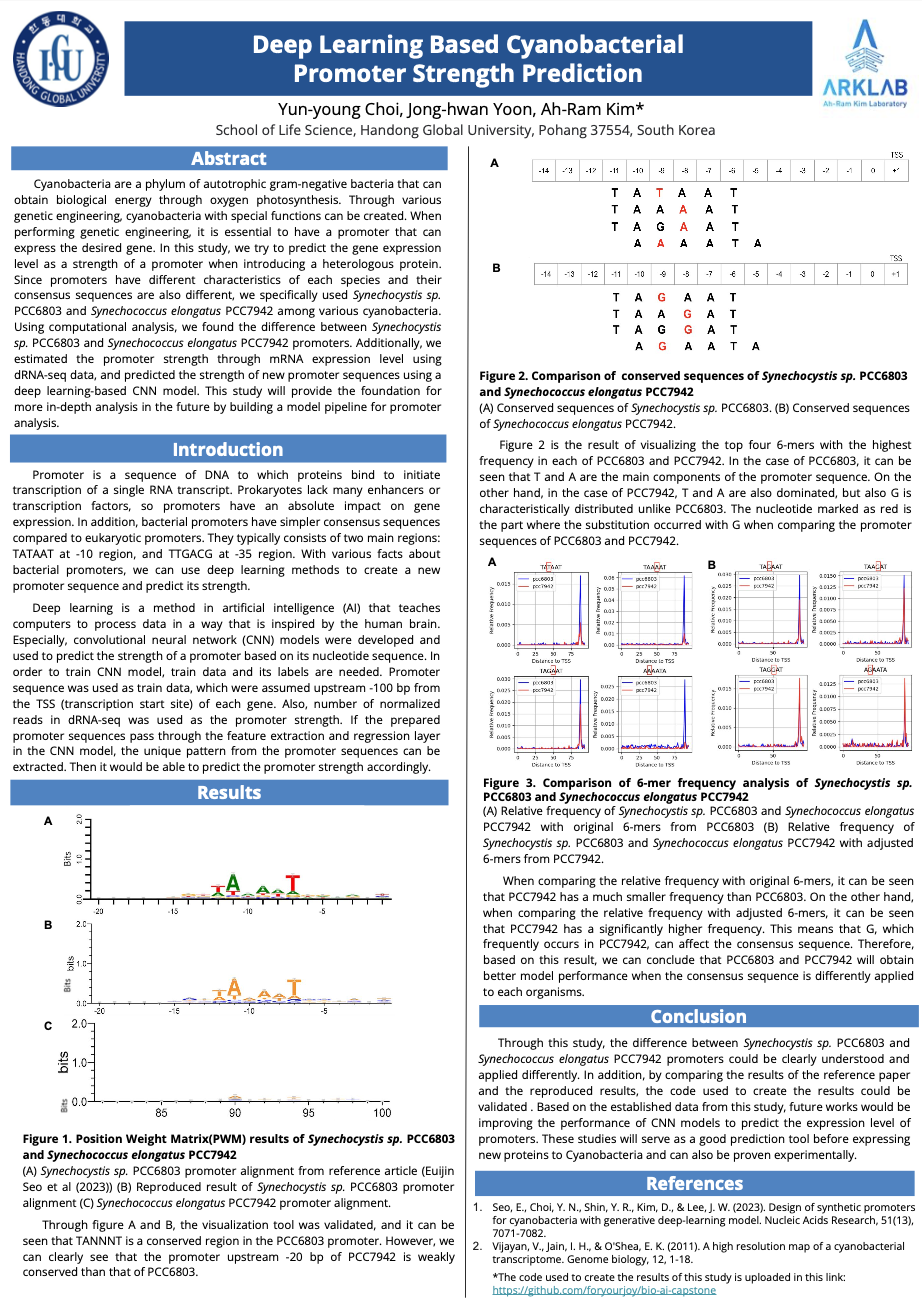 한동대학교
HANDONG GLOBAL UNIVERSITY
Deep Learning Based Cyanobacterial
Promoter Strength Prediction
ARKLAB
Ah-Ram Kim Laboratory
Yun-young Choi, Jong-hwan Yoon, Ah-Ram Kim*
School of Life Science, Handong Global University, Pohang 37554, South Korea
Abstract
Cyanobacteria are a phylum of autotrophic gram-negative bacteria that can
obtain biological energy through oxygen photosynthesis. Through various
genetic engineering, cyanobacteria with special functions can be created. When
performing genetic engineering, it is essential to have a promoter that can
express the desired gene. In this study, we try to predict the gene expression
level as a strength of a promoter when introducing a heterologous protein.
Since promoters have different characteristics of each species and their
consensus sequences are also different, we specifically used Synechocystis sp.
PCC6803 and Synechococcus elongatus PCC7942 among various cyanobacteria.
Using computational analysis, we found the difference between Synechocystis
sp. PCC6803 and Synechococcus elongatus PCC7942 promoters. Additionally, we
estimated the promoter strength through mRNA expression level using
dRNA-seq data, and predicted the strength of new promoter sequences using a
deep learning-based CNN model. This study will provide the foundation for
more in-depth analysis in the future by building a model pipeline for promoter
analysis.
Introduction
Promoter is a sequence of DNA to which proteins bind to initiate
transcription of a single RNA transcript. Prokaryotes lack many enhancers or
transcription factors, so promoters have an absolute impact on gene
expression. In addition, bacterial promoters have simpler consensus sequences
compared to eukaryotic promoters. They typically consists of two main regions:
TATAAT at -10 region, and TTGACG at -35 region. With various facts about
bacterial promoters, we can use deep learning methods to create a new
promoter sequence and predict its strength.
Deep learning is a method in artificial intelligence (AI) that teaches
computers to process data in a way that is inspired by the human brain.
Especially, convolutional neural network (CNN) models were developed and
used to predict the strength of a promoter based on its nucleotide sequence. In
order to train CNN model, train data and its labels are needed. Promoter
sequence was used as train data, which were assumed upstream -100 bp from
the TSS (transcription start site) of each gene. Also, number of normalized
reads in dRNA-seq was used as the promoter strength. If the prepared
promoter sequences pass through the feature extraction and regression layer
in the CNN model, the unique pattern from the promoter sequences can be
extracted. Then it would be able to predict the promoter strength accordingly.
Results
A
2.0
1.0
0.0
Bits
T A A A T
-20 -15 -10 -5
B
2.0
1.0
0.0
Bits bits
T A A A T
-20 -15 -10 -5
C
2.0
1.0
0.0
Bits bits
85 90 95 100
Figure 1. Position Weight Matrix(PWM) results of Synechocystis sp. PCC6803
and Synechococcus elongatus PCC7942
(A) Synechocystis sp. PCC6803 promoter alignment from reference article (Euijin
Seo et al (2023)) (B) Reproduced result of Synechocystis sp. PCC6803 promoter
alignment (C) Synechococcus elongatus PCC7942 promoter alignment.
Through figure A and B, the visualization tool was validated, and it can be
seen that TANNNT is a conserved region in the PCC6803 promoter. However, we
can clearly see that the promoter upstream -20 bp of PCC7942 is weakly
conserved than that of PCC6803.
A
TSS
-14 -13 -12 -11 -10 -9 -8 -7 -6 -5 -4 -3 -2 -1 0 +1
T A T A A T
T A A A A T
T A G A A T
A A A A T A
B
TSS
-14 -13 -12 -11 -10 -9 -8 -7 -6 -5 -4 -3 -2 -1 0 +1
T A G A A T
T A A G A T
T A G G A T
A G A A T A
Figure 2. Comparison of conserved sequences of Synechocystis sp. PCC6803
and Synechococcus elongatus PCC7942
(A) Conserved sequences of Synechocystis sp. PCC6803. (B) Conserved sequences
of Synechococcus elongatus PCC7942.
Figure 2 is the result of visualizing the top four 6-mers with the highest
frequency in each of PCC6803 and PCC7942. In the case of PCC6803, it can be
seen that T and A are the main components of the promoter sequence. On the
other hand, in the case of PCC7942, T and A are also dominated, but also G is
characteristically distributed unlike PCC6803. The nucleotide marked as red is
the part where the substitution occurred with G when comparing the promoter
sequences of PCC6803 and PCC7942.
A
B
TATAAT TAAAAT TAGAAT TAAGAT
pcc6803
pcc7942
Relative Frequency
Distance to TSS
TAGAAT AAAATA TAGGAT AGAATA
pcc6803
pcc7942
Relative Frequency
Distance to TSS
Figure 3. Comparison of 6-mer frequency analysis of Synechocystis sp.
PCC6803 and Synechococcus elongatus PCC7942
(A) Relative frequency of Synechocystis sp. PCC6803 and Synechococcus elongatus
PCC7942 with original 6-mers from PCC6803 (B) Relative frequency of
Synechocystis sp. PCC6803 and Synechococcus elongatus PCC7942 with adjusted
6-mers from PCC7942.
When comparing the relative frequency with original 6-mers, it can be seen
that PCC7942 has a much smaller frequency than PCC6803. On the other hand,
when comparing the relative frequency with adjusted 6-mers, it can be seen
that PCC7942 has a significantly higher frequency. This means that G, which
frequently occurs in PCC7942, can affect the consensus sequence. Therefore,
based on this result, we can conclude that PCC6803 and PCC7942 will obtain
better model performance when the consensus sequence is differently applied
to each organisms.
Conclusion
Through this study, the difference between Synechocystis sp. PCC6803 and
Synechococcus elongatus PCC7942 promoters could be clearly understood and
applied differently. In addition, by comparing the results of the reference paper
and the reproduced results, the code used to create the results could be
validated . Based on the established data from this study, future works would be
improving the performance of CNN models to predict the expression level of
promoters. These studies will serve as a good prediction tool before expressing
new proteins to Cyanobacteria and can also be proven experimentally.
References
1. Seo, E., Choi, Y. N., Shin, Y. R., Kim, D., & Lee, J. W. (2023). Design of synthetic promoters
for cyanobacteria with generative deep-learning model. Nucleic Acids Research, 51(13),
7071-7082.
2. Vijayan, V., Jain, I. H., & O'Shea, E. K. (2011). A high resolution map of a cyanobacterial
transcriptome. Genome biology, 12, 1-18.
*The code used to create the results of this study is uploaded in this link:
https://github.com/foryourjoy/bio-ai-capstone